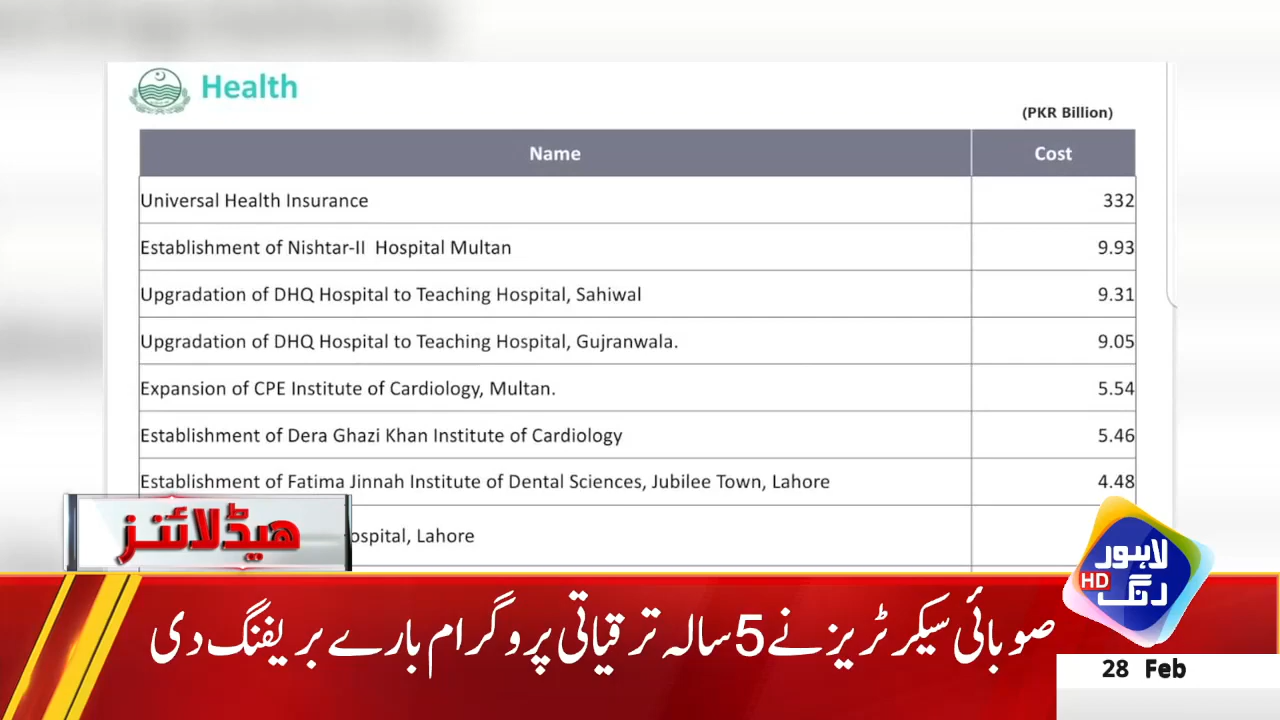 Health
(PKR Billion)
Name Cost
Universal Health Insurance 332
Establishment of Nishtar-II Hospital Multan 9.93
Upgradation of DHQ Hospital to Teaching Hospital, Sahiwal 9.31
Upgradation of DHQ Hospital to Teaching Hospital, Gujranwala. 9.05
Expansion of CPE Institute of Cardiology, Multan. 5.54
Establishment of Dera Ghazi Khan Institute of Cardiology 5.46
Establishment of Fatima Jinnah Institute of Dental Sciences, Jubilee Town, Lahore 4.48
Lahore
ہیڈلائنز
لاہور
HD رنگ
صوبائی سیکرٹریز نے 5 سالہ ترقیاتی پروگرام بارے بریفنگ دی
28 Feb